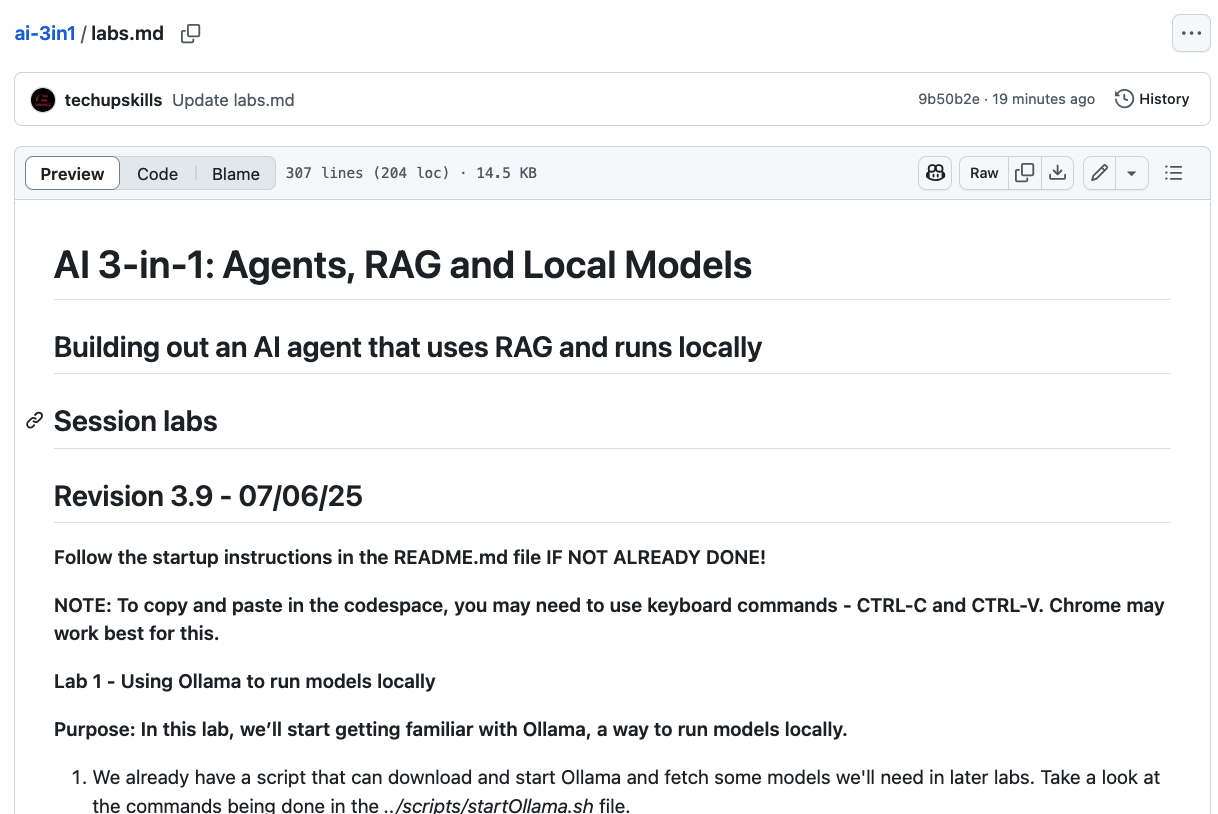 ai-3in1 / labs.md
techupskills Update labs.md 9b50b2e · 19 minutes ago History
Preview Code Blame 307 lines (204 loc) · 14.5 KB Raw
AI 3-in-1: Agents, RAG and Local Models
Building out an AI agent that uses RAG and runs locally
Session labs
Revision 3.9 - 07/06/25
Follow the startup instructions in the README.md file IF NOT ALREADY DONE!
NOTE: To copy and paste in the codespace, you may need to use keyboard commands - CTRL-C and CTRL-V. Chrome may
work best for this.
Lab 1 - Using Ollama to run models locally
Purpose: In this lab, we’ll start getting familiar with Ollama, a way to run models locally.
1. We already have a script that can download and start Ollama and fetch some models we'll need in later labs. Take a look at
the commands being done in the ../scripts/startOllama.sh file.